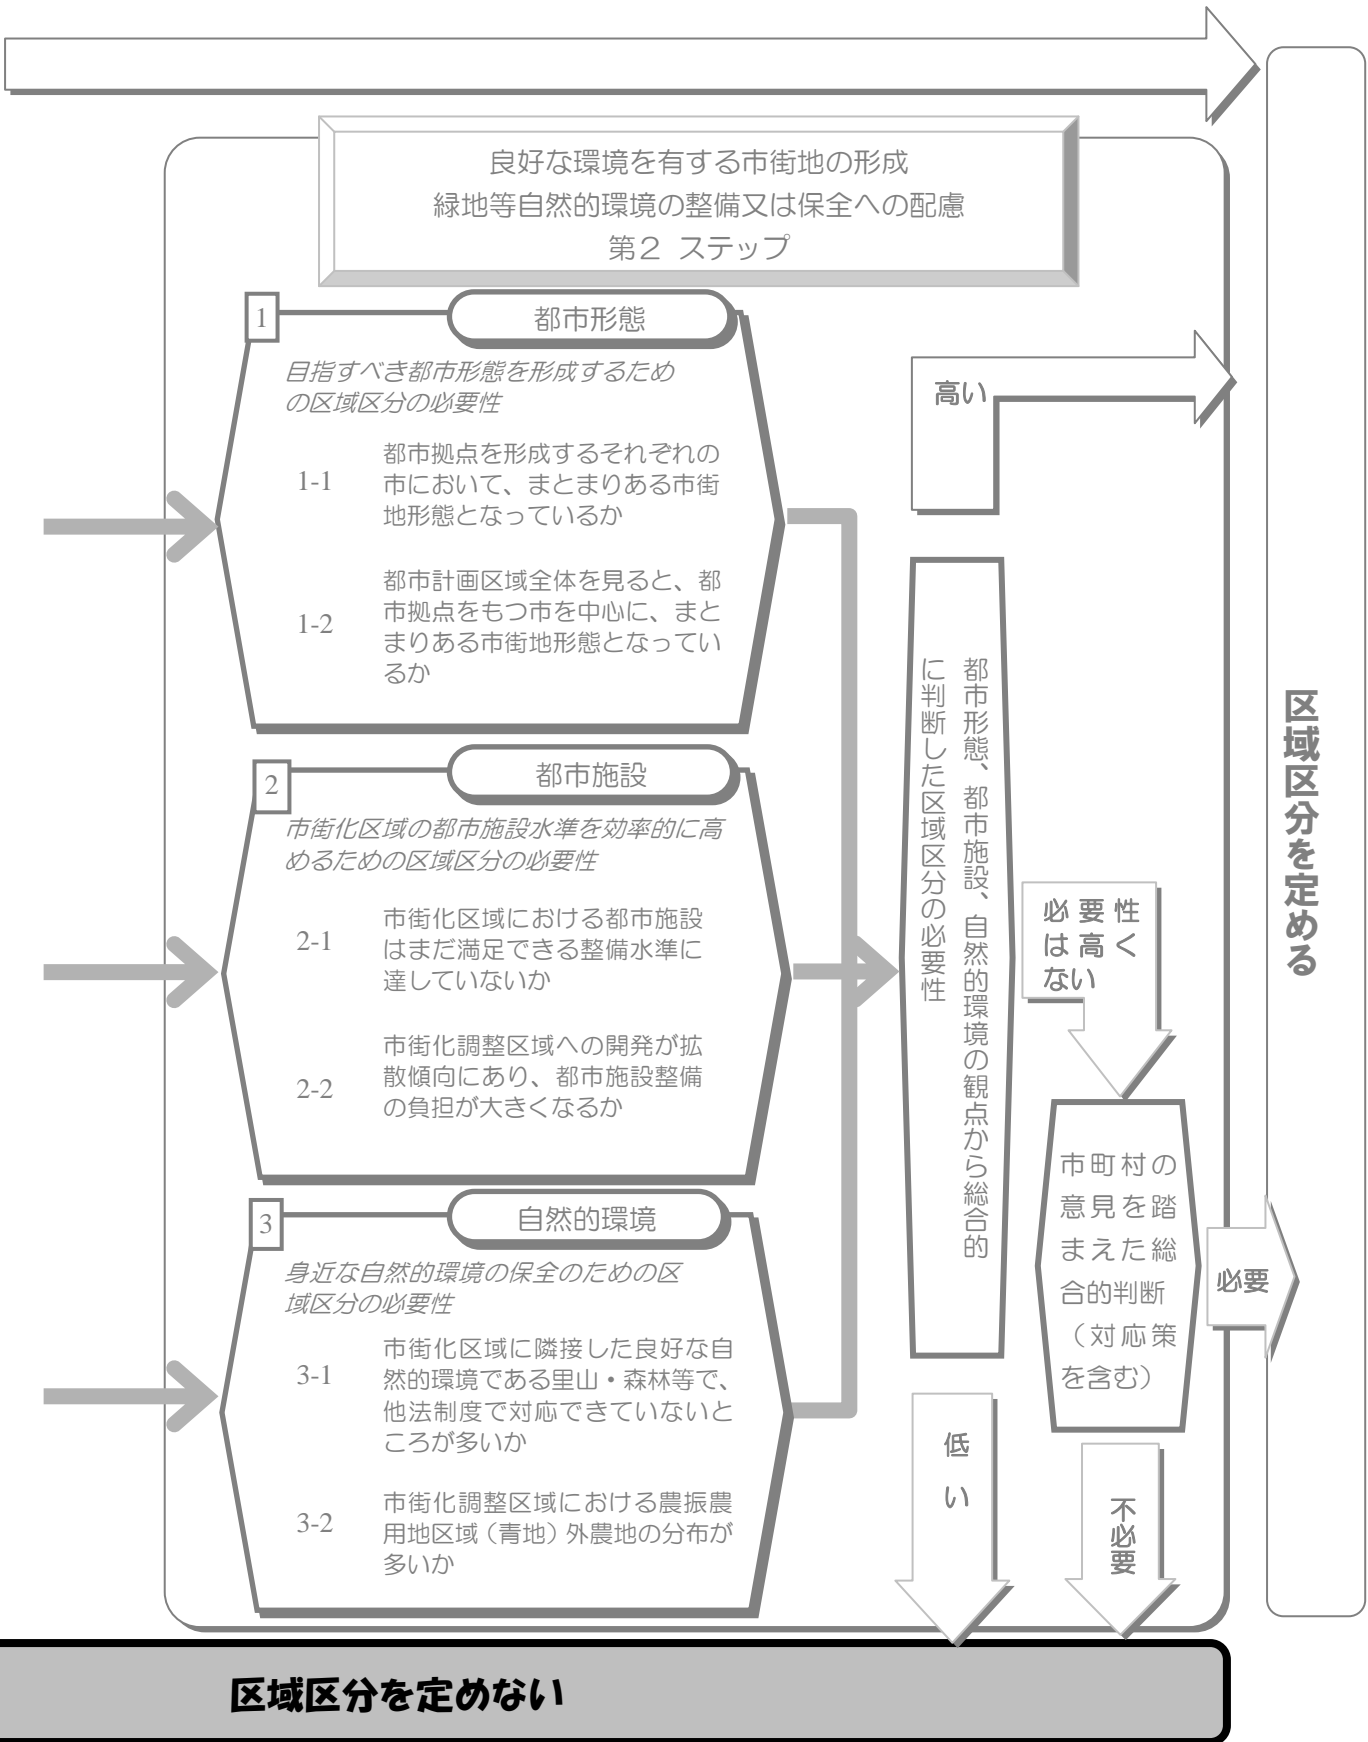 良好な環境を有する市街地の形成
緑地等自然的環境の整備又は保全への配慮
第２ ステップ
1
都市形態
目指すべき都市形態を形成するため
の区域区分の必要性
1-1
都市拠点を形成するそれぞれの
市において、まとまりある市街
地形態となっているか
1-2
都市計画区域全体を見ると、都
市拠点をもつ市を中心に、まと
まりある市街地形態となってい
るか
2
都市施設
市街化区域の都市施設水準を効率的に高
めるための区域区分の必要性
2-1
市街化区域における都市施設
はまだ満足できる整備水準に
達していないか
2-2
市街化調整区域への開発が拡
散傾向にあり、都市施設整備
の負担が大きくなるか
3
自然的環境
身近な自然的環境の保全のための区
域区分の必要性
3-1
市街化区域に隣接した良好な自
然的環境である里山・森林等で、
他法制度で対応できていないと
ころが多いか
3-2
市街化調整区域における農振農
用地区域（青地）外農地の分布が
多いか
高い
都市形態、都市施設、自然的環境の観点から総合的
に判断した区域区分の必要性
必要性
は高く
ない
市町村の
意見を踏
まえた総
合的判断
（対応策
を含む）
必要
低
い
不必要
区域区分を定める
区域区分を定めない